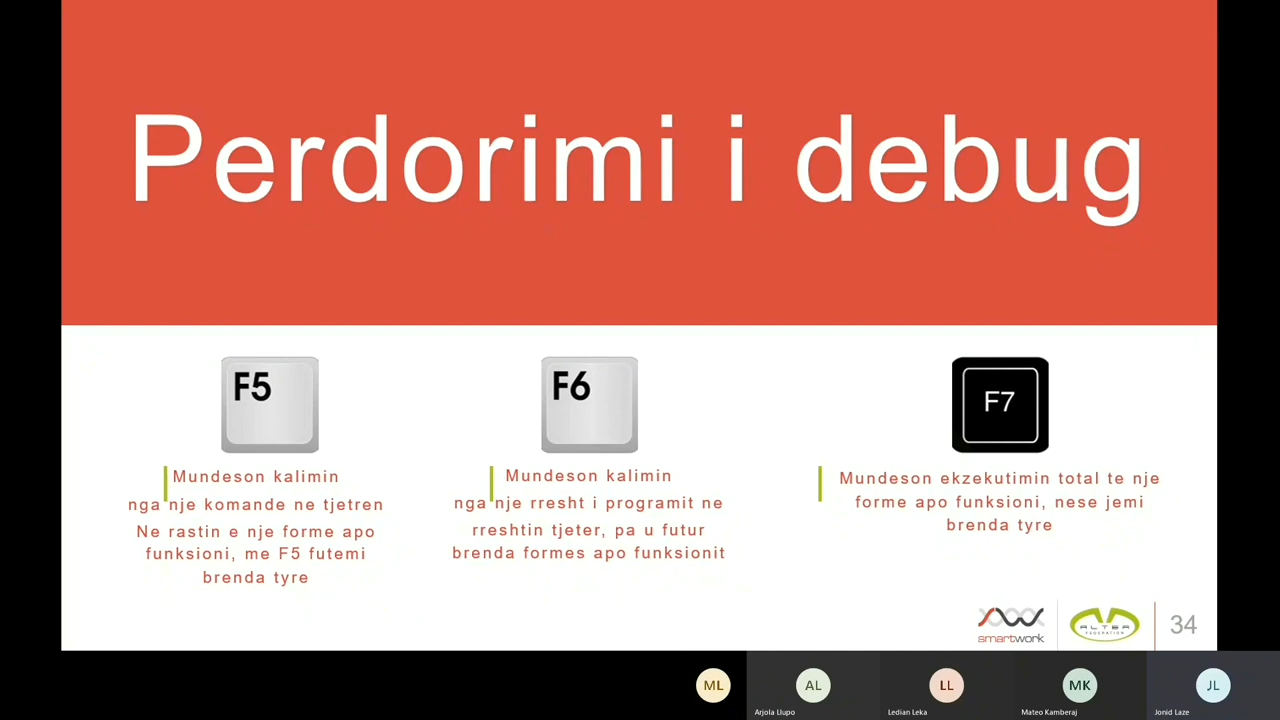 Perdorimi i debug
F5
Mundeson kalimin
nga nje komande ne tjetren
Ne rastin e nje forme apo
funksioni, me F5 futemi
brenda tyre
F6
Mundeson kalimin
nga nje rresht i programit ne
rreshtin tjeter, pa u futur
brenda formes apo funksionit
F7
Mundeson ekzekutimin total te nje
forme apo funksioni, nese jemi
brenda tyre
smartwork
ALTEA
FEDERATION
34
ML
AL
LL
MK
JL
Arjola Llupo
Ledian Leka
Mateo Kamberaj
Jonid Laze